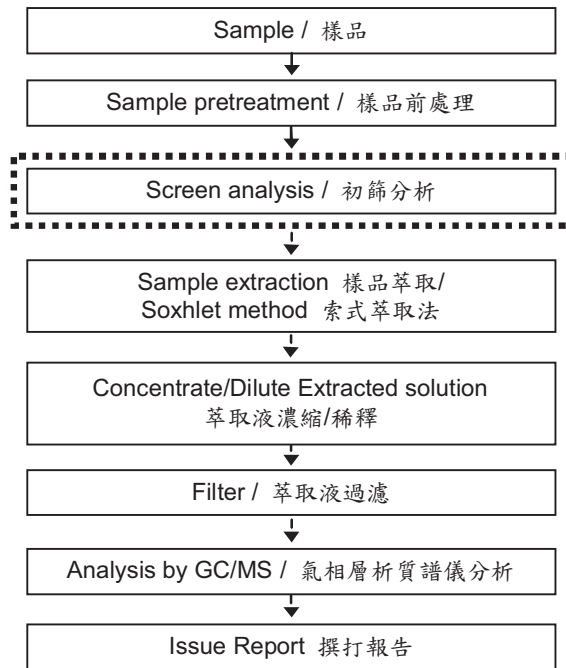 Sample / 樣品
Sample pretreatment / 樣品前處理
Screen analysis / 初篩分析
Sample extraction 樣品萃取/
Soxhlet method 索式萃取法
Concentrate/Dilute Extracted solution
萃取液濃縮/稀釋
Filter / 萃取液過濾
Analysis by GC/MS / 氣相層析質譜儀分析
Issue Report 撰打報告